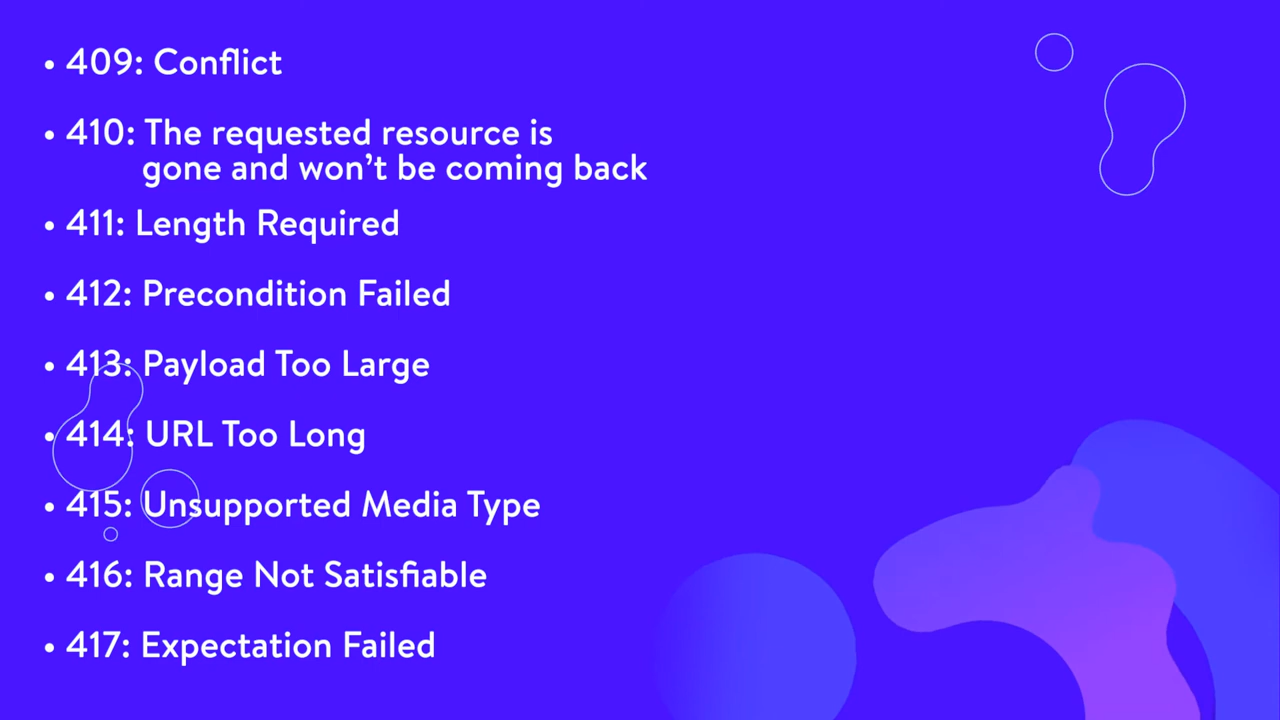 • 409: Conflict
• 410: The requested resource is
gone and won’t be coming back
• 411: Length Required
• 412: Precondition Failed
• 413: Payload Too Large
• 414: URL Too Long
• 415: Unsupported Media Type
• 416: Range Not Satisfiable
• 417: Expectation Failed